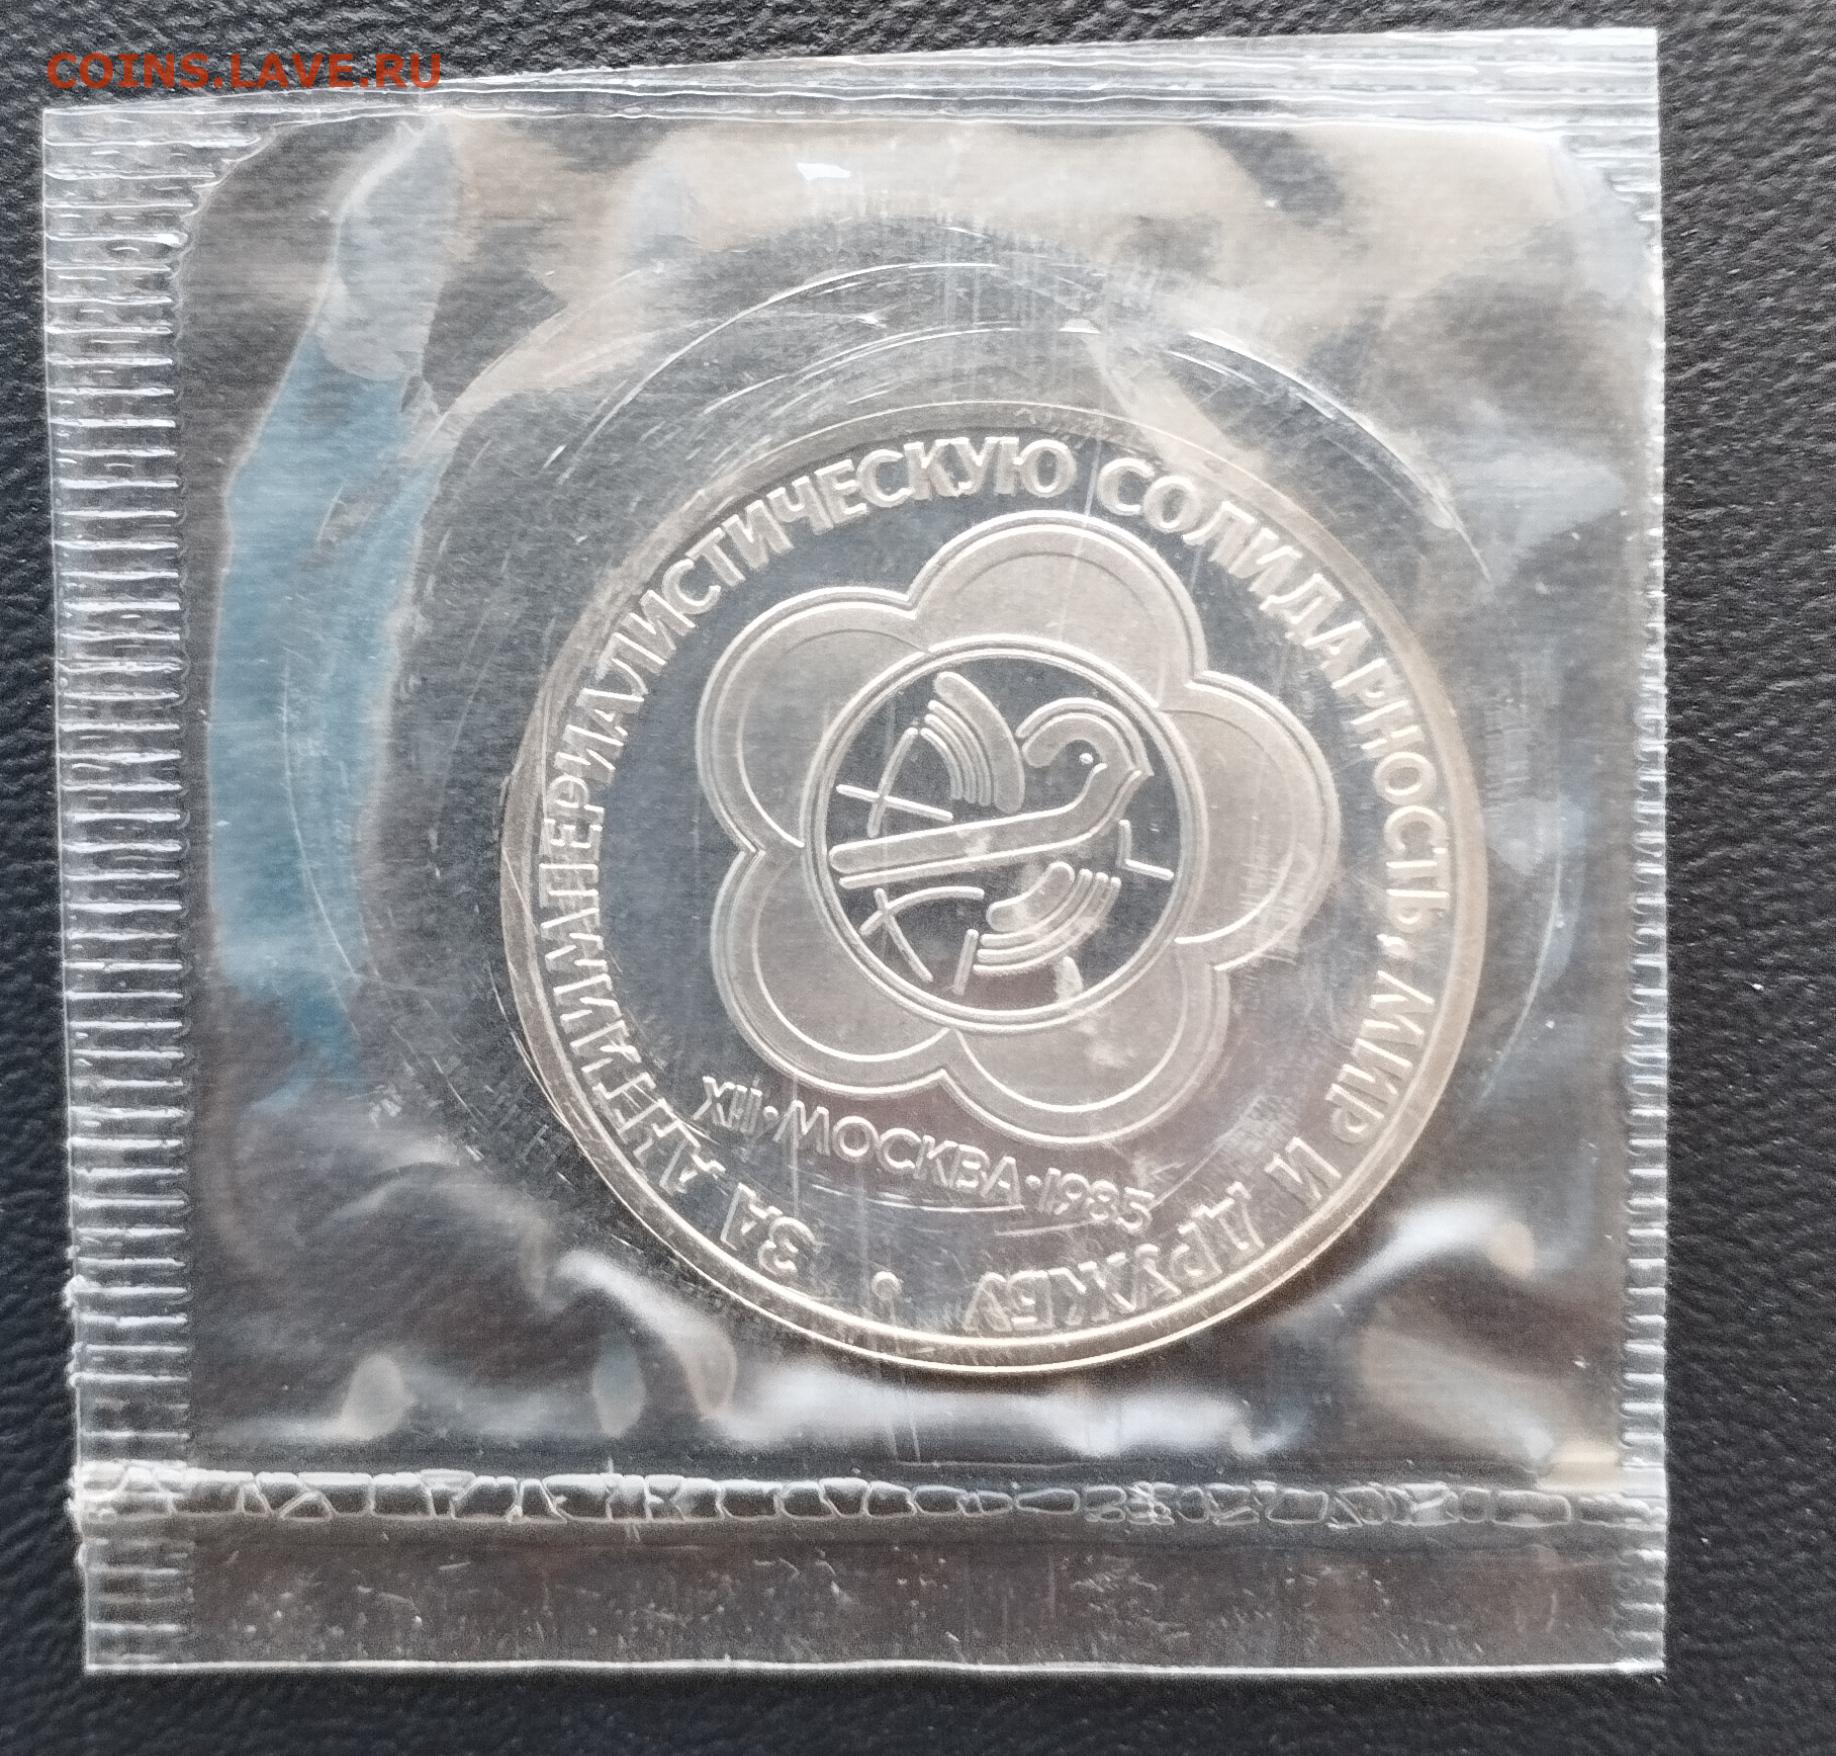 COINS.LAVE.RU
ЗА АНТИИМПЕРИАЛИСТИЧЕСКУЮ СОЛИДАРНОСТЬ, МИР И ДРУЖБУ •
XII•МОСКВА•1985